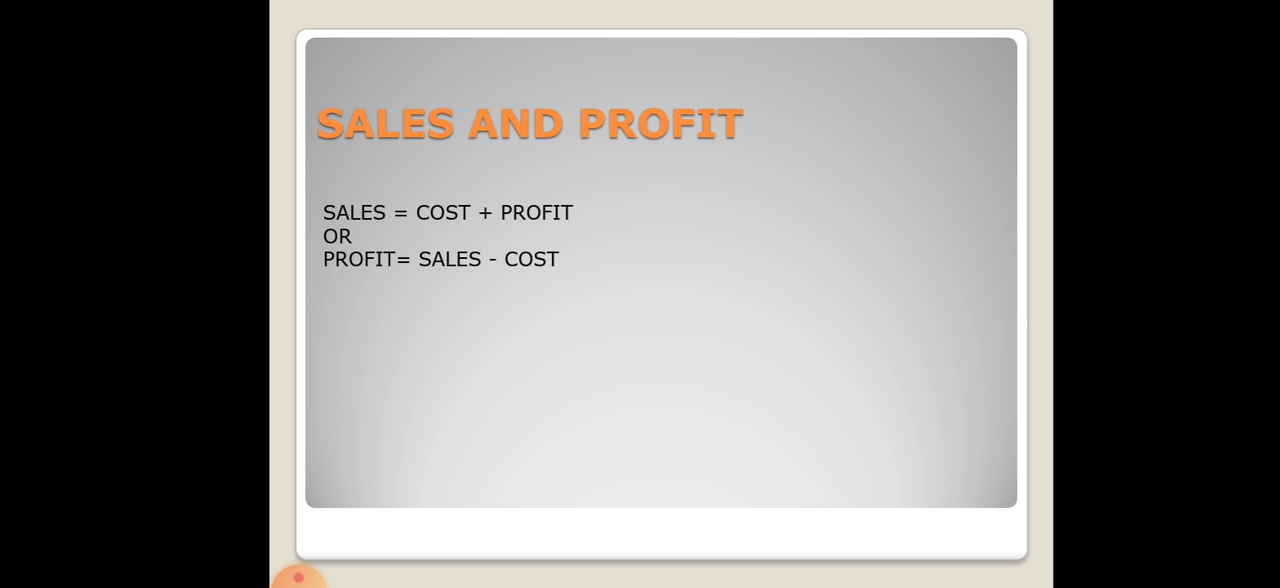 SALES AND PROFIT
SALES = COST + PROFIT
OR
PROFIT= SALES - COST